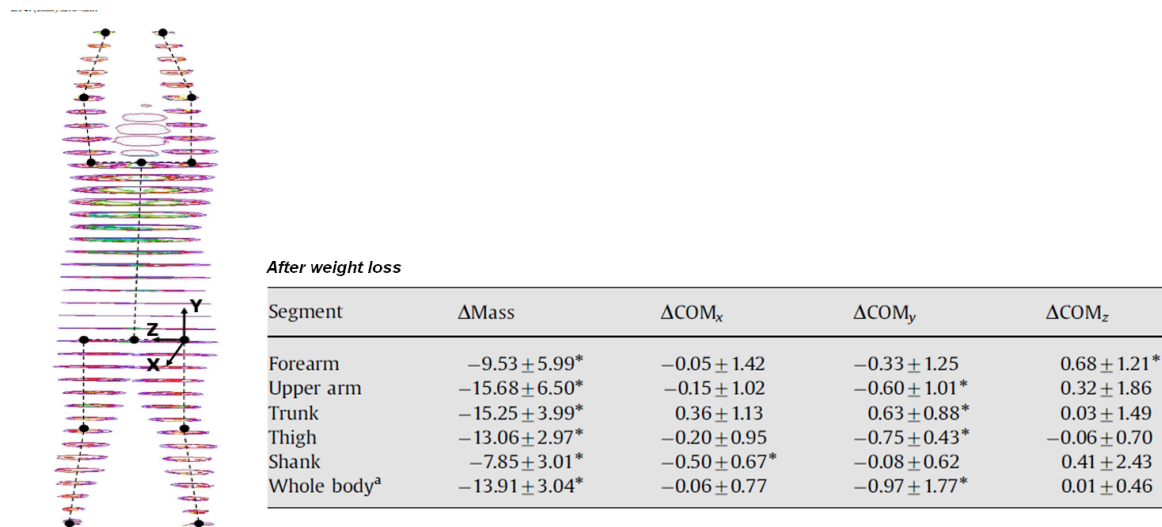 Y
Z
X
After weight loss
Segment ΔMass ΔCOMx ΔCOMy ΔCOMz
Forearm −9.53±5.99* −0.05±1.42 −0.33±1.25 0.68±1.21*
Upper arm −15.68±6.50* −0.15±1.02 −0.60±1.01* 0.32±1.86
Trunk −15.25±3.99* 0.36±1.13 0.63±0.88* 0.03±1.49
Thigh −13.06±2.97* −0.20±0.95 −0.75±0.43* −0.06±0.70
Shank −7.85±3.01* −0.50±0.67* −0.08±0.62 0.41±2.43
Whole bodyᵃ −13.91±3.04* −0.06±0.77 −0.97±1.77* 0.01±0.46